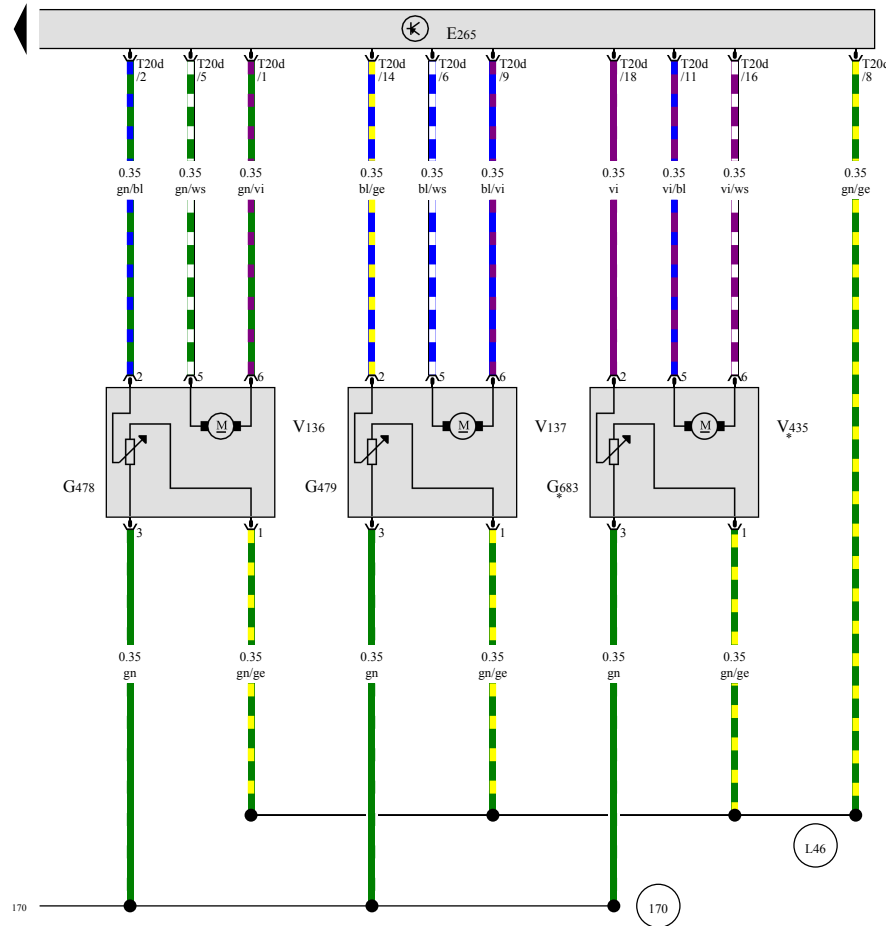 E265
T20d T20d T20d T20d T20d T20d T20d T20d T20d T20d
/2 /5 /1 /14 /6 /9 /18 /11 /16 /8
0.35 0.35 0.35 0.35 0.35 0.35 0.35 0.35 0.35 0.35
gn/bl gn/ws gn/vi bl/ge bl/ws bl/vi vi vi/bl vi/ws gn/ge
2 5 6 2 5 6 2 5 6
M V136 M V137 M V435
*
G478 G479 G683
*
3 1 3 1 3 1
0.35 0.35 0.35 0.35 0.35 0.35
gn gn/ge gn gn/ge gn gn/ge
L46
170 170